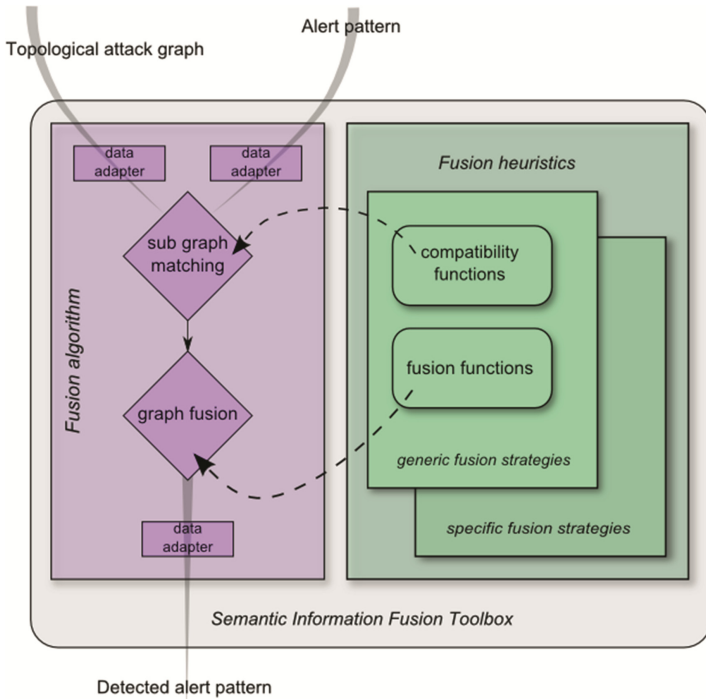 Alert pattern
Topological attack graph
data
adapter
data
adapter
Fusion heuristics
sub graph
matching
compatibility
functions
Fusion algorithm
fusion functions
graph fusion
generic fusion strategies
data
adapter
specific fusion strategies
Semantic Information Fusion Toolbox
Detected alert pattern